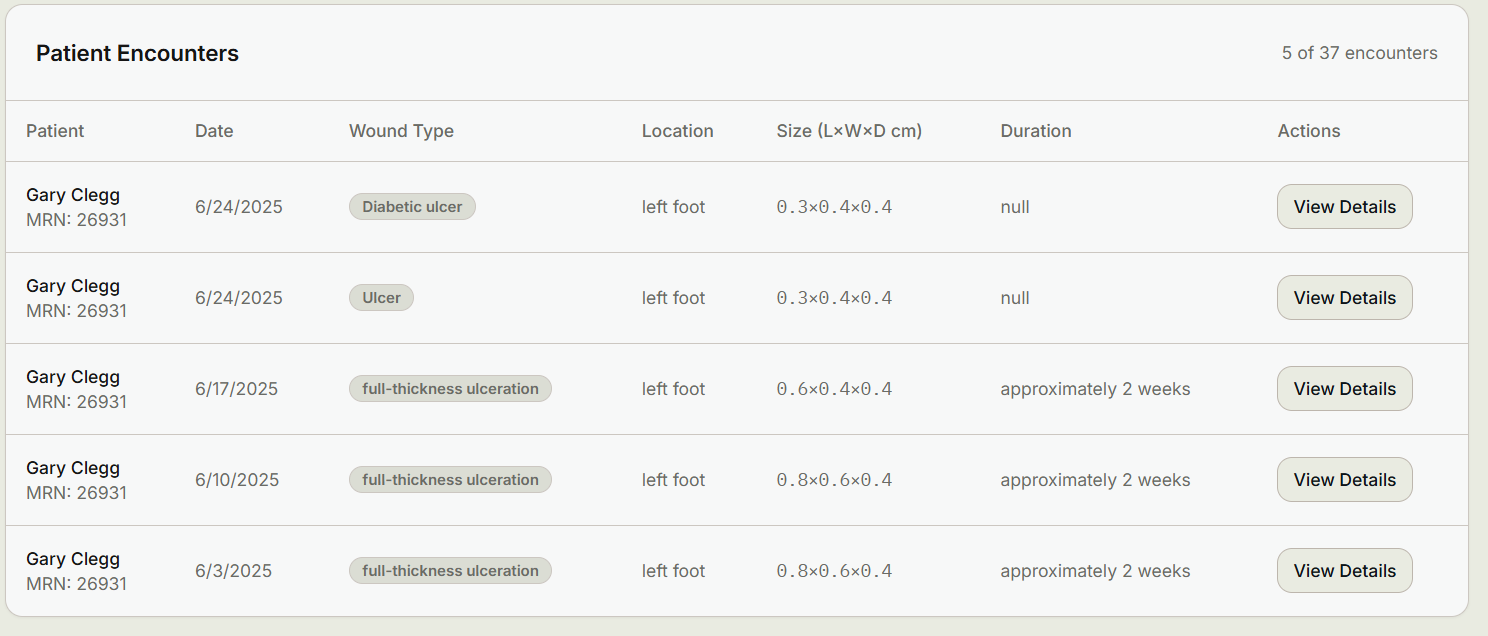 Patient Encounters
5 of 37 encounters
Patient Date Wound Type Location Size (L×W×D cm) Duration Actions
Gary Clegg
MRN: 26931
6/24/2025 Diabetic ulcer left foot 0.3×0.4×0.4 null View Details
Gary Clegg
MRN: 26931
6/24/2025 Ulcer left foot 0.3×0.4×0.4 null View Details
Gary Clegg
MRN: 26931
6/17/2025 full-thickness ulceration left foot 0.6×0.4×0.4 approximately 2 weeks View Details
Gary Clegg
MRN: 26931
6/10/2025 full-thickness ulceration left foot 0.8×0.6×0.4 approximately 2 weeks View Details
Gary Clegg
MRN: 26931
6/3/2025 full-thickness ulceration left foot 0.8×0.6×0.4 approximately 2 weeks View Details